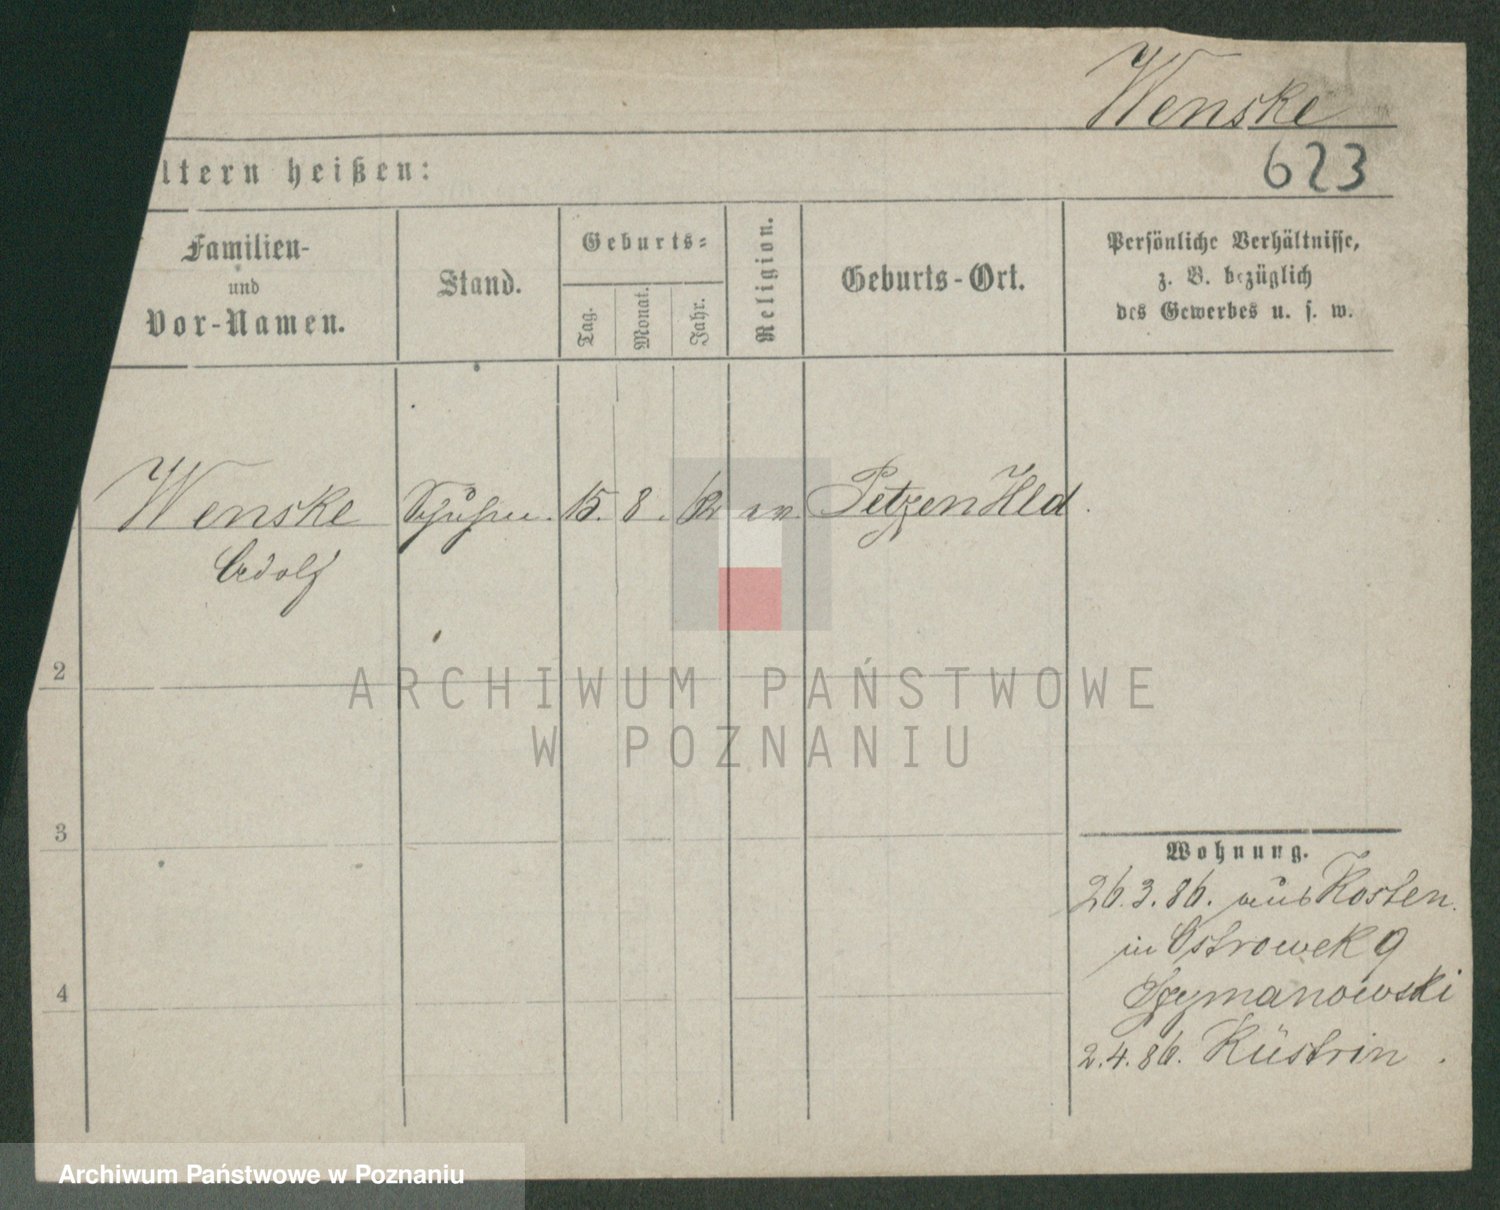 Wenske
ltern heißen:
623
Familien-
und
Vor-Namen.
Stand.
Geburts-
Tag.
Monat.
Jahr.
Religion.
Geburts-Ort.
Persönliche Verhältnisse,
z. B. bezüglich
des Gewerbes u. s. w.
Wenske 15. 8.
Adolf
2
3
4
Wohnung.
26.3.86. aus Kosten.
in Ostrowek 9
Szymanowski
2.4.86. Küstrin.
ARCHIWUM PAŃSTWOWE
W POZNANIU
Archiwum Państwowe w Poznaniu